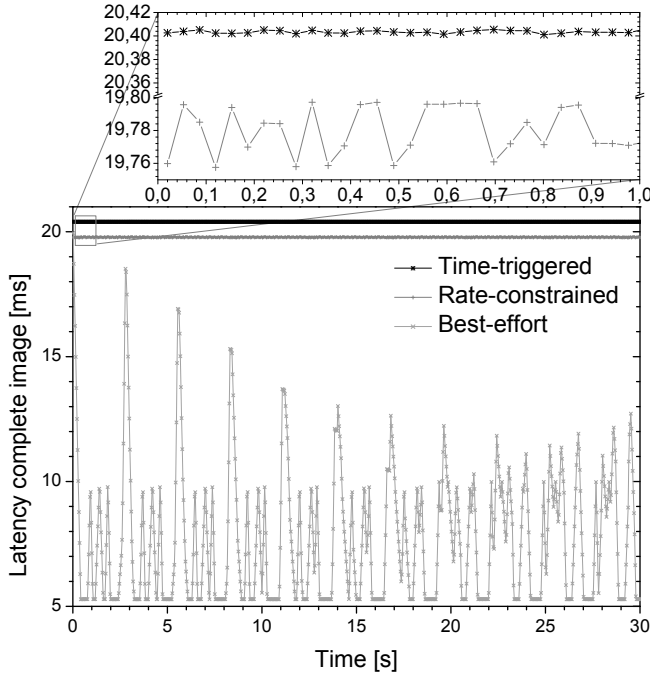 20,42
20,40
20,38
20,36
19,80
19,78
19,76
0,0 0,1 0,2 0,3 0,4 0,5 0,6 0,7 0,8 0,9 1,0
20
15
10
5
Latency complete image [ms]
Time-triggered
Rate-constrained
Best-effort
0 5 10 15 20 25 30
Time [s]